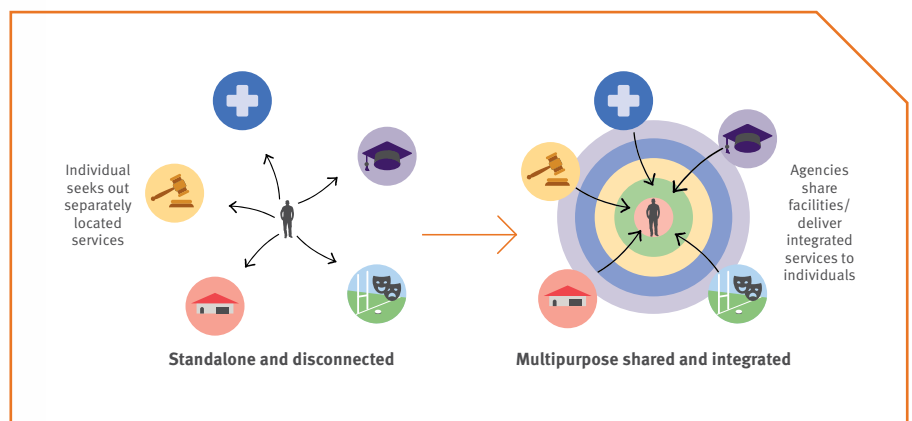 Individual
seeks out
separately
located
services
Standalone and disconnected
Agencies
share
facilities/
deliver
integrated
services to
individuals
Multipurpose shared and integrated